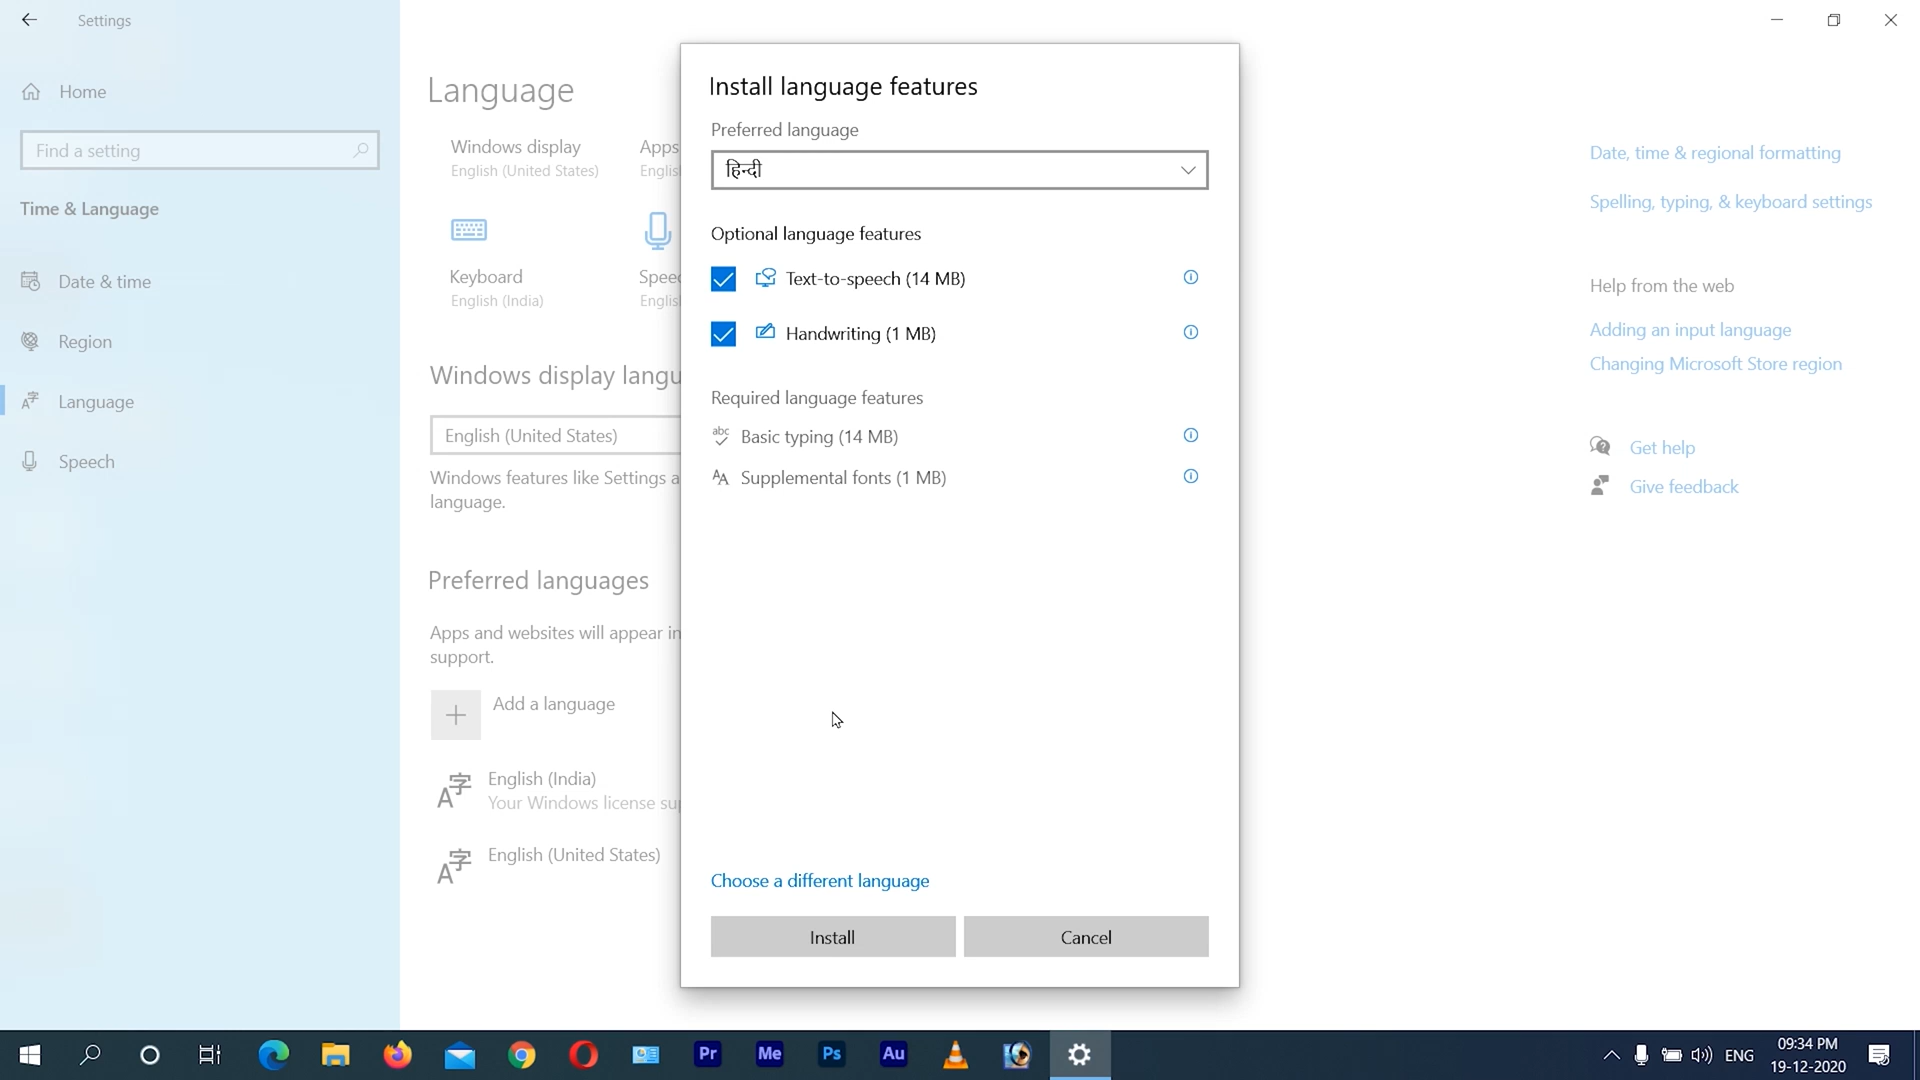 Settings
Home
Find a setting
Time & Language
Date & time
Region
Language
Speech
Language
Windows display
English (United States)
Apps
Englis
Keyboard
English (India)
Speec
Englis
Windows display langu
English (United States)
Windows features like Settings a
language.
Preferred languages
Apps and websites will appear in
support.
Add a language
English (India)
Your Windows license sup
English (United States)
Install language features
Preferred language
हिन्दी
Optional language features
Text-to-speech (14 MB)
Handwriting (1 MB)
Required language features
abc
Basic typing (14 MB)
Supplemental fonts (1 MB)
Choose a different language
Install
Cancel
Date, time & regional formatting
Spelling, typing, & keyboard settings
Help from the web
Adding an input language
Changing Microsoft Store region
Get help
Give feedback
Pr
Me
Ps
Au
ENG
09:34 PM
19-12-2020